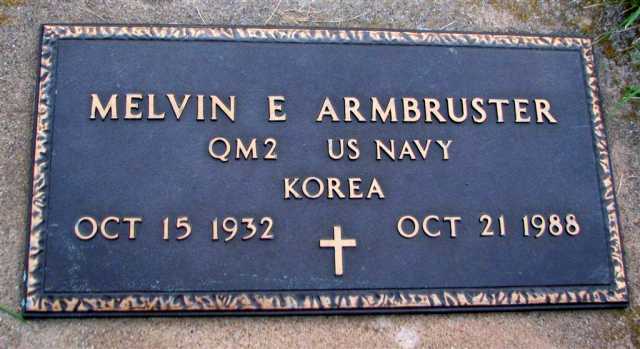 MELVIN E ARMBRUSTER
QM2 US NAVY
KOREA
OCT 15 1932 OCT 21 1988